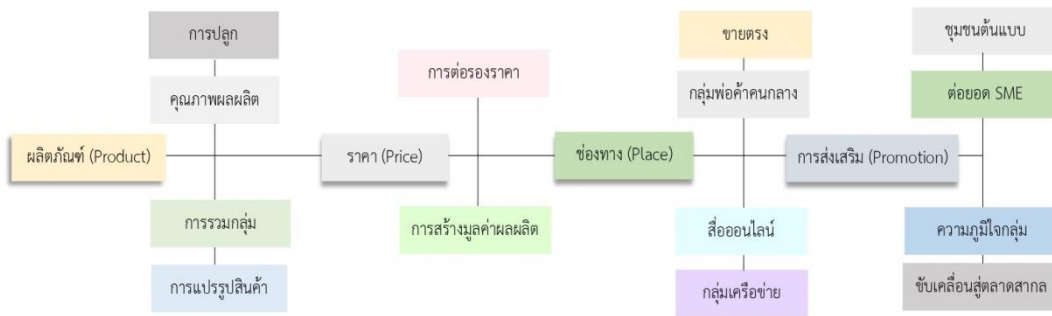 การปลูก
คุณภาพผลผลิต
ผลิตภัณฑ์ (Product)
การรวมกลุ่ม
การแปรรูปสินค้า
การต่อรองราคา
ราคา (Price)
การสร้างมูลค่าผลผลิต
ขายตรง
กลุ่มพ่อค้าคนกลาง
ช่องทาง (Place)
สื่อออนไลน์
กลุ่มเครือข่าย
ชุมชนต้นแบบ
ต่อยอด SME
การส่งเสริม (Promotion)
ความภูมิใจกลุ่ม
ขับเคลื่อนสู่ตลาดสากล